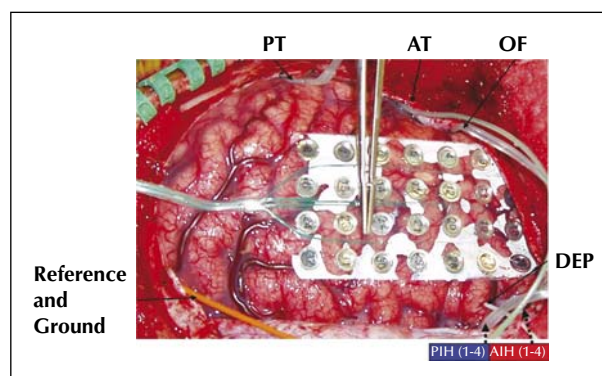 PT AT OF
DEP
Reference
and
Ground
PIH (1-4) AIH (1-4)